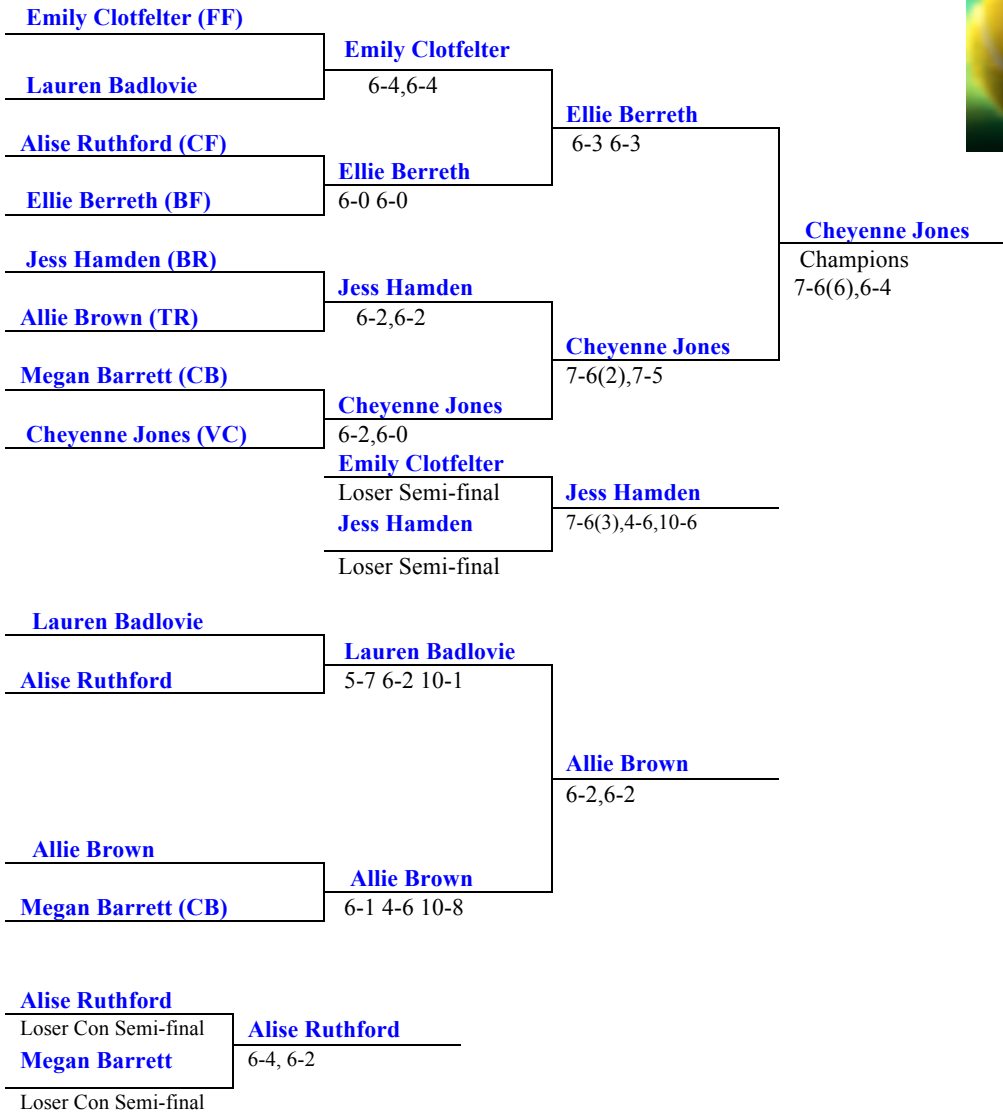 Emily Clotfelter (FF)
Emily Clotfelter
Lauren Badlovie
6-4,6-4
Ellie Berreth
6-3 6-3
Alise Ruthford (CF)
Ellie Berreth
Ellie Berreth (BF)
6-0 6-0
Cheyenne Jones
Champions
7-6(6),6-4
Jess Hamden (BR)
Jess Hamden
Allie Brown (TR)
6-2,6-2
Cheyenne Jones
7-6(2),7-5
Megan Barrett (CB)
Cheyenne Jones
Cheyenne Jones (VC)
6-2,6-0
Emily Clotfelter
Loser Semi-final
Jess Hamden
Jess Hamden
7-6(3),4-6,10-6
Loser Semi-final
Lauren Badlovie
Lauren Badlovie
Alise Ruthford
5-7 6-2 10-1
Allie Brown
6-2,6-2
Allie Brown
Allie Brown
Megan Barrett (CB)
6-1 4-6 10-8
Alise Ruthford
Loser Con Semi-final
Alise Ruthford
Megan Barrett
6-4, 6-2
Loser Con Semi-final